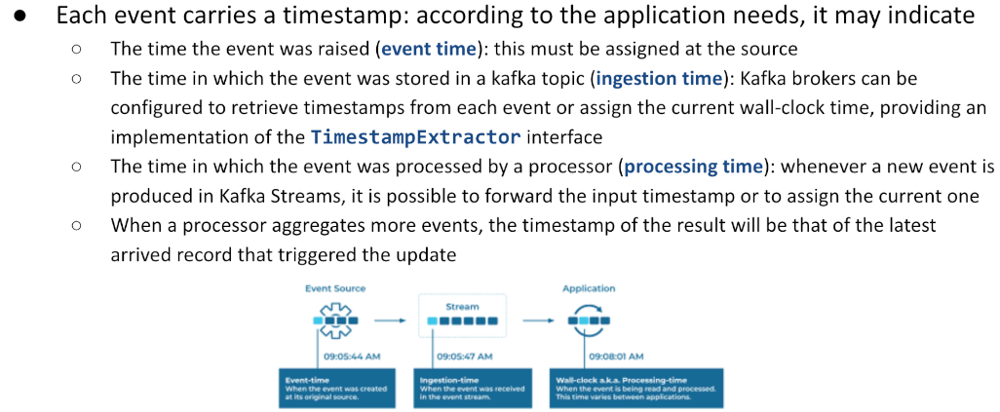 ● Each event carries a timestamp: according to the application needs, it may indicate
○ The time the event was raised (event time): this must be assigned at the source
○ The time in which the event was stored in a kafka topic (ingestion time): Kafka brokers can be
configured to retrieve timestamps from each event or assign the current wall-clock time, providing an
implementation of the TimestampExtractor interface
○ The time in which the event was processed by a processor (processing time): whenever a new event is
produced in Kafka Streams, it is possible to forward the input timestamp or to assign the current one
○ When a processor aggregates more events, the timestamp of the result will be that of the latest
arrived record that triggered the update
Event Source
Stream
Application
09:05:44 AM
09:05:47 AM
09:08:01 AM
Event-time
When the event was created
at its original source.
Ingestion-time
When the event was received
in the event stream.
Wall-clock a.k.a. Processing-time
When the event is being read and processed.
This time varies between applications.